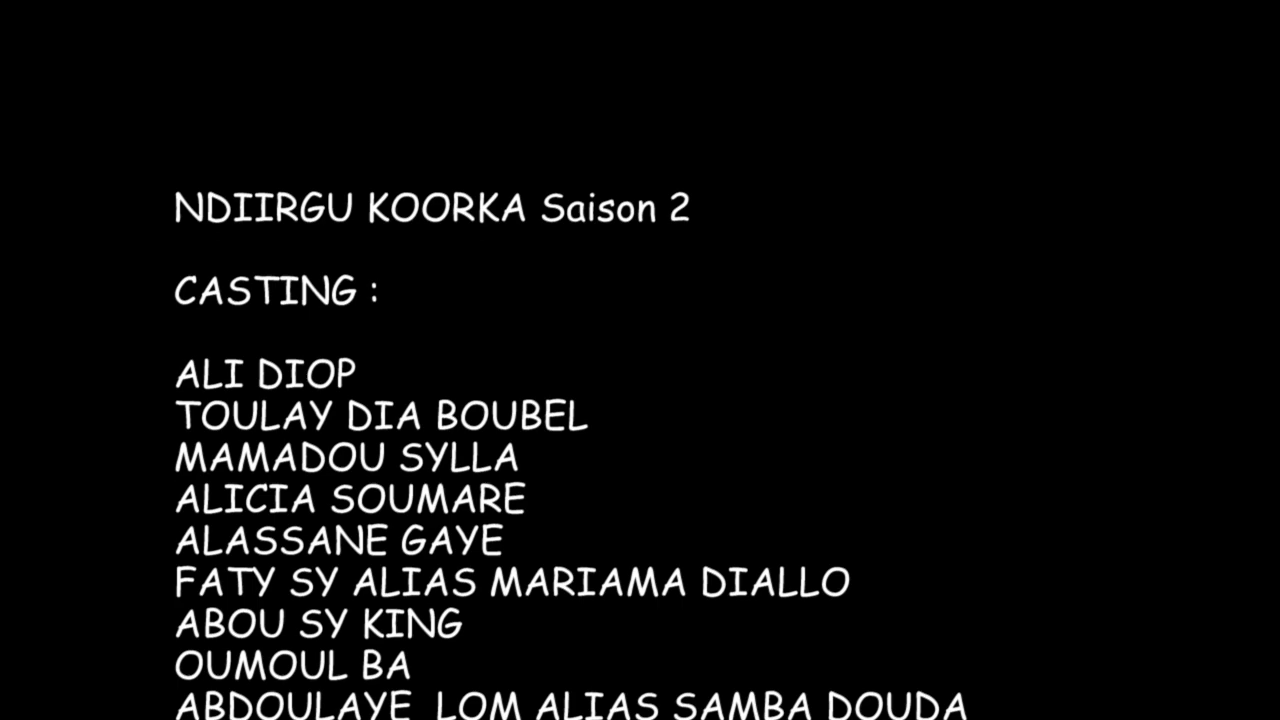 NDIIRGU KOORKA Saison 2
CASTING :
ALI DIOP
TOULAY DIA BOUBEL
MAMADOU SYLLA
ALICIA SOUMARE
ALASSANE GAYE
FATY SY ALIAS MARIAMA DIALLO
ABOU SY KING
OUMOUL BA
ABDOULAYE  LOM ALIAS SAMBA DOUDA